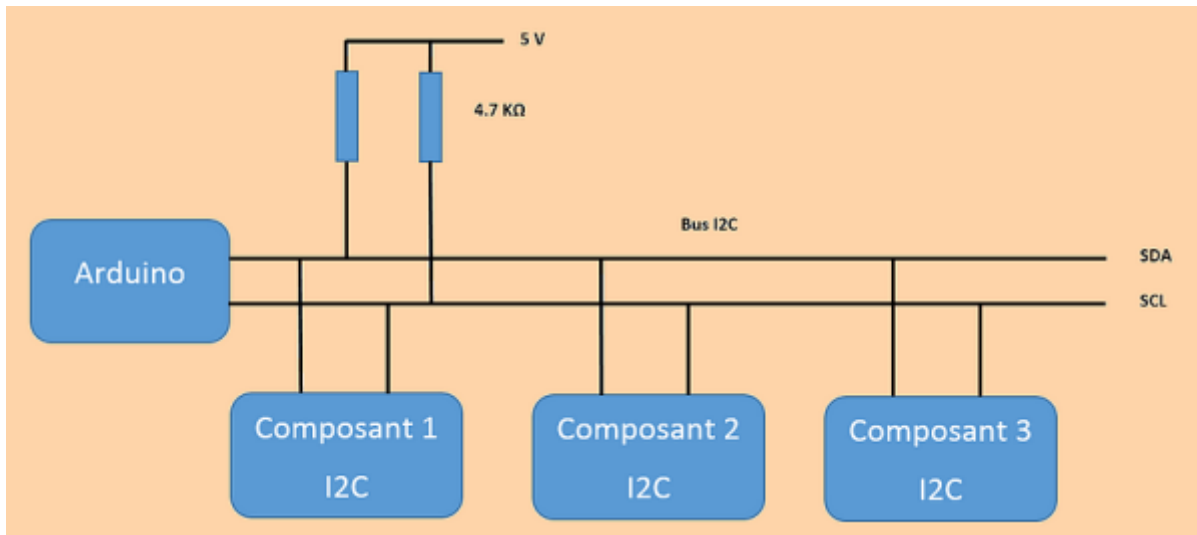 5 V
4.7 KΩ
Bus I2C
SDA
Arduino
SCL
Composant 1
I2C
Composant 2
I2C
Composant 3
I2C